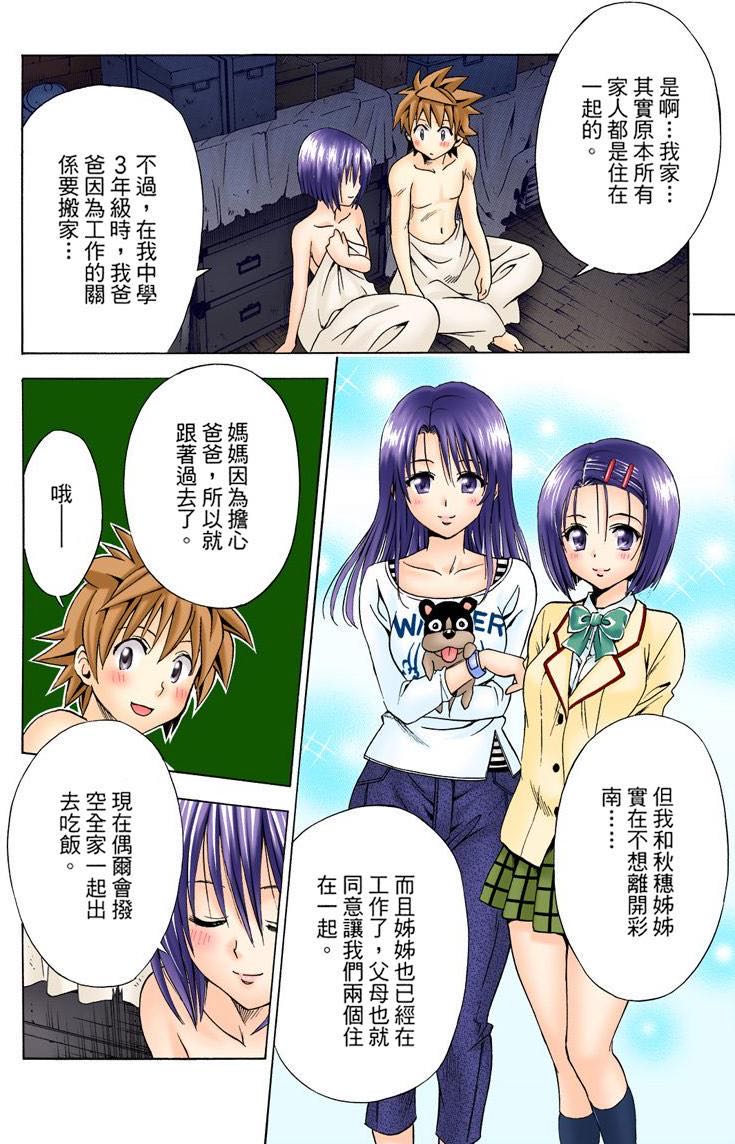 是啊…我家…
其實原本所有
家人都是住在
一起的。
不過，在我中學
3年級時，我爸
爸因為工作的關
係要搬家…
但我和秋穗姊姊
實在不想離開彩
南……
而且姊姊也已經在
工作了，父母也就
同意讓我們兩個住
在一起。
媽媽因為擔心
爸爸，所以就
跟著過去了。
哦——
現在偶爾會撥
空全家一起出
去吃飯。